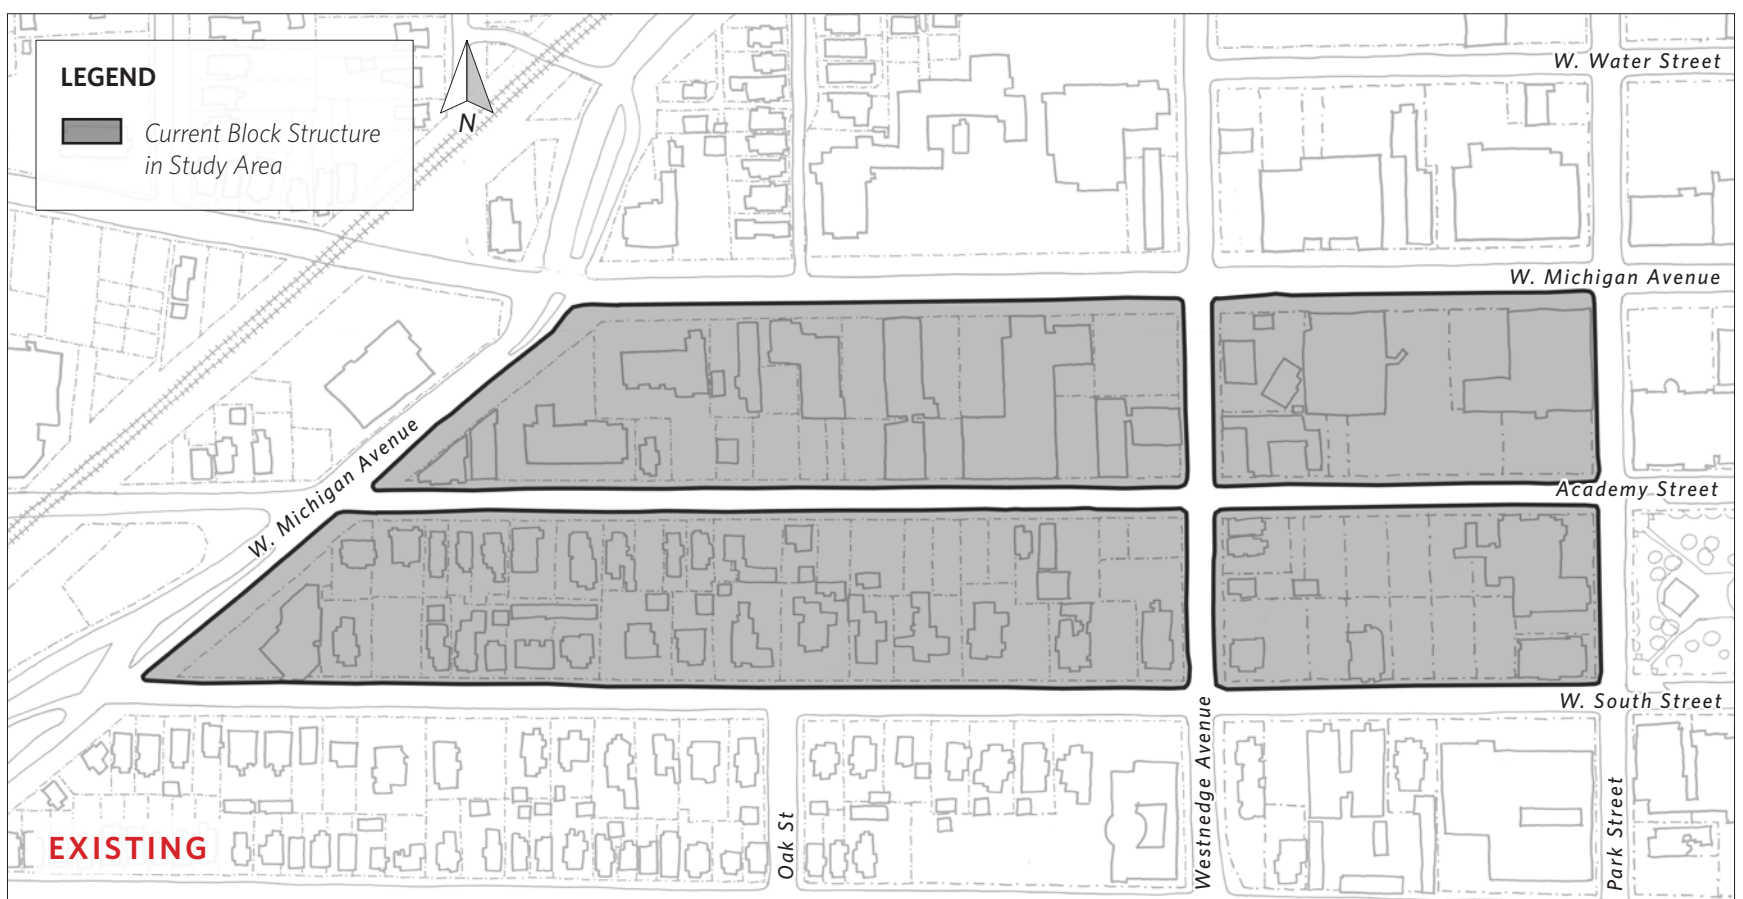 W. Water Street
LEGEND
N
Current Block Structure
in Study Area
W. Michigan Avenue
W. Michigan Avenue
Academy Street
W. South Street
Westnedge Avenue
Park Street
Oak St
EXISTING